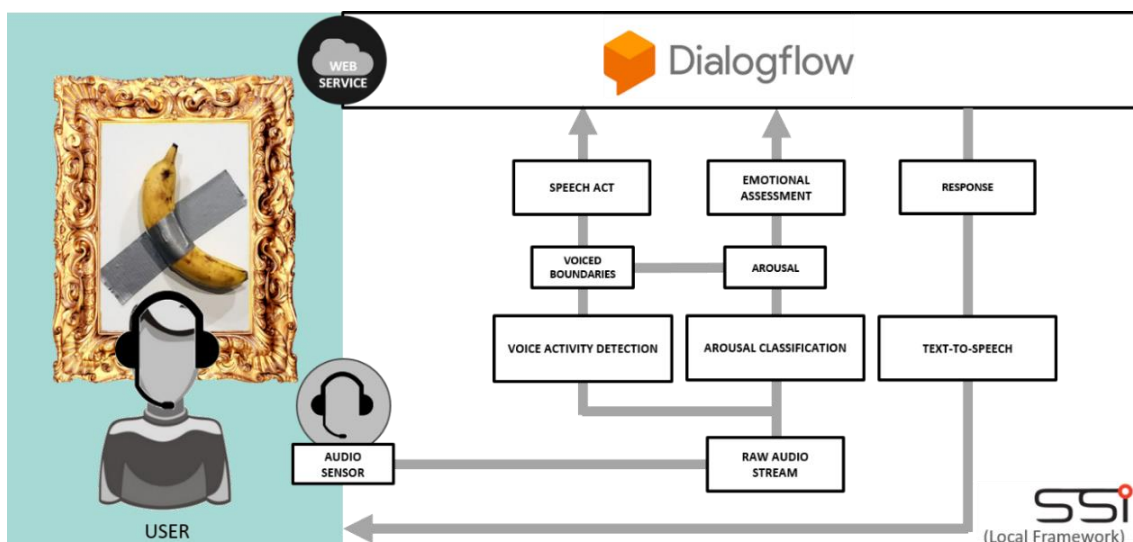 WEB
SERVICE
Dialogflow
SPEECH ACT
EMOTIONAL
ASSESSMENT
RESPONSE
VOICED
BOUNDARIES
AROUSAL
VOICE ACTIVITY DETECTION
AROUSAL CLASSIFICATION
TEXT-TO-SPEECH
AUDIO
SENSOR
RAW AUDIO
STREAM
USER
SSI
(Local Framework)